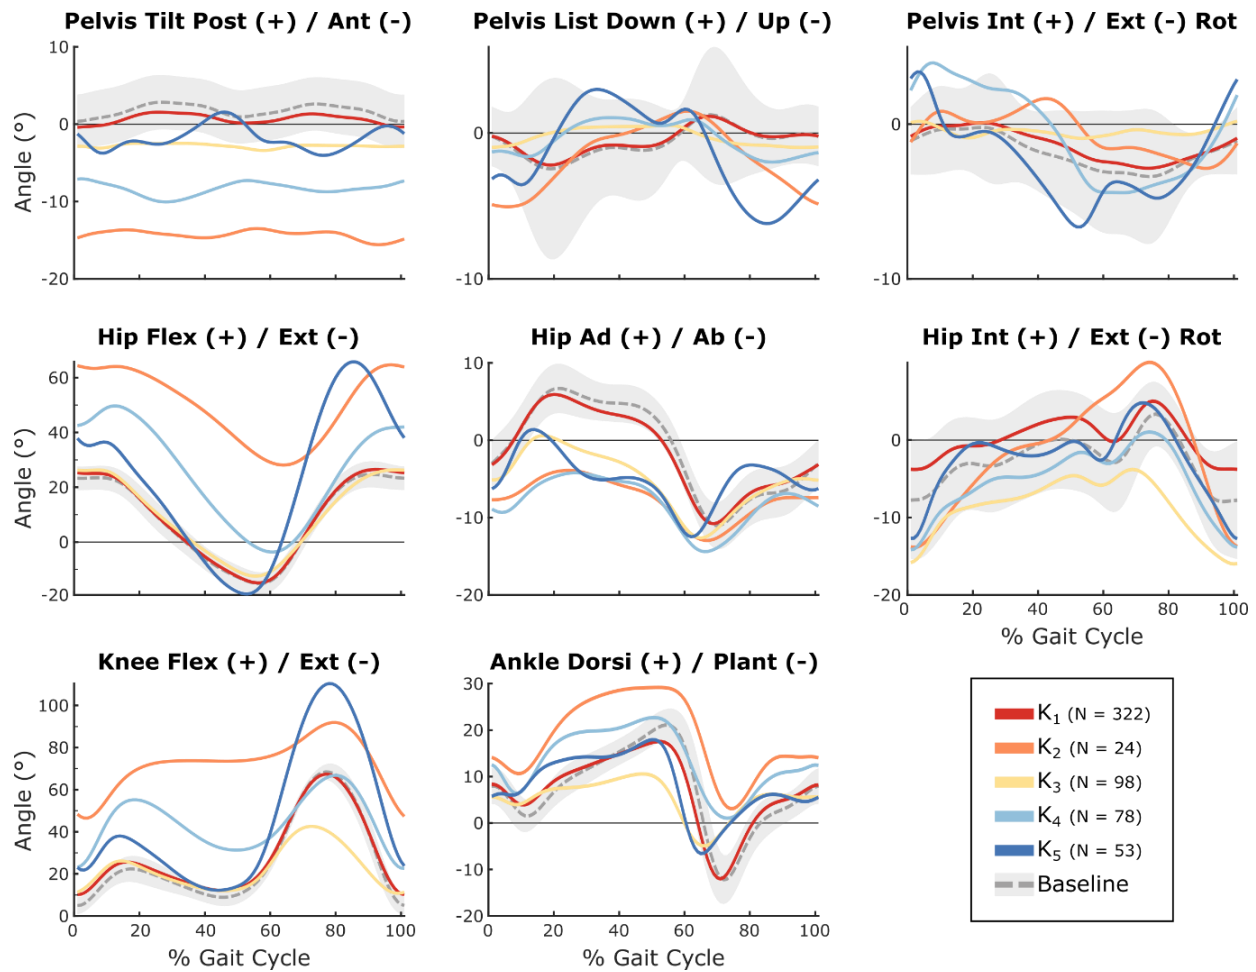 Pelvis Tilt Post (+) / Ant (-)
Pelvis List Down (+) / Up (-)
Pelvis Int (+) / Ext (-) Rot
Angle (°)
10
0
-10
-20
0
-10
0
-10
Hip Flex (+) / Ext (-)
Hip Ad (+) / Ab (-)
Hip Int (+) / Ext (-) Rot
Angle (°)
60
40
20
0
-20
10
0
-10
-20
0
-10
-20
0 20 40 60 80 100
% Gait Cycle
Knee Flex (+) / Ext (-)
Ankle Dorsi (+) / Plant (-)
Angle (°)
100
80
60
40
20
0
0 20 40 60 80 100
% Gait Cycle
30
20
10
0
-10
-20
0 20 40 60 80 100
% Gait Cycle
K1 (N = 322)
K2 (N = 24)
K3 (N = 98)
K4 (N = 78)
K5 (N = 53)
Baseline